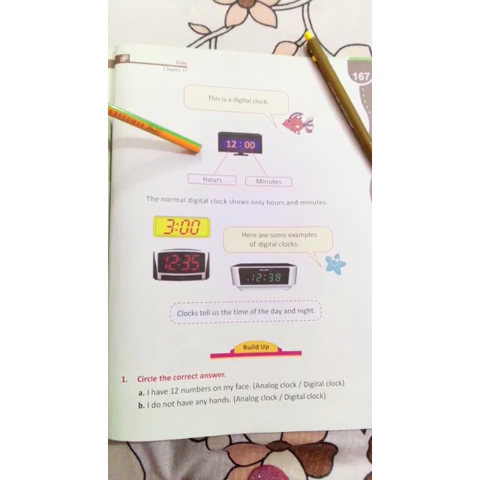 Time
Chapter 12
167
This is a digital clock.
12 : 00
Hours
Minutes
The normal digital clock shows only hours and minutes.
3:00
12:35
Here are some examples
of digital clocks.
12:38
Clocks tell us the time of the day and night.
Build Up
1. Circle the correct answer.
a. I have 12 numbers on my face. (Analog clock / Digital clock)
b. I do not have any hands. (Analog clock / Digital clock)